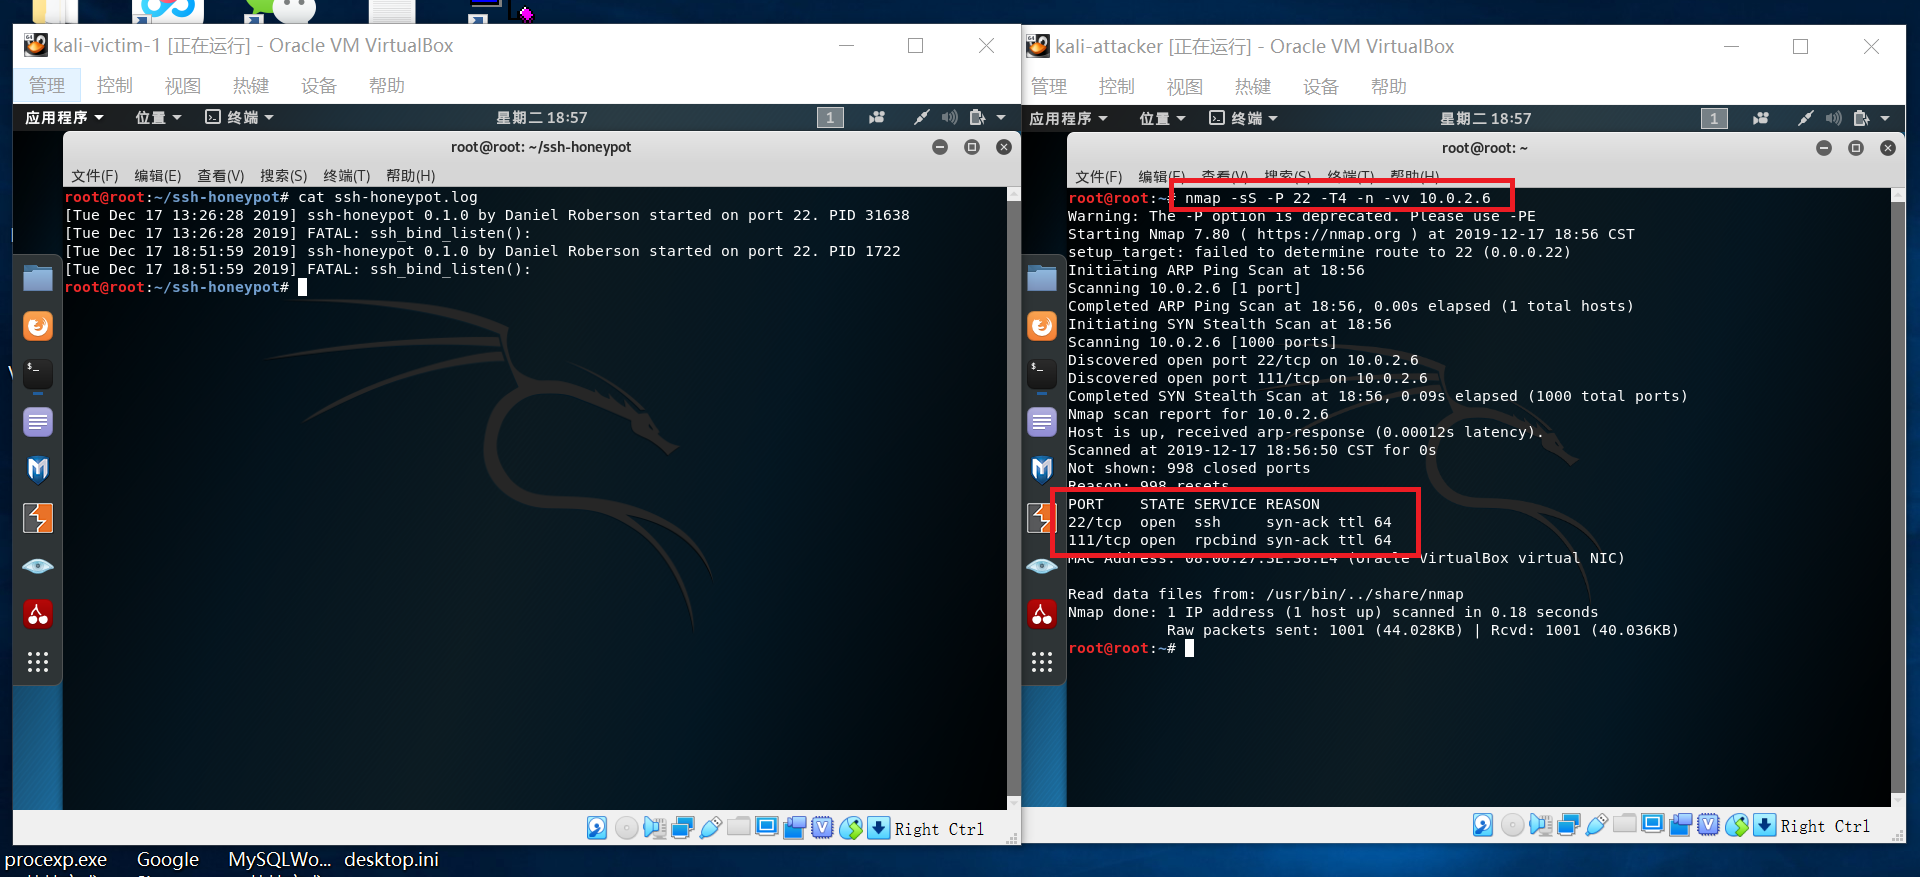 kali-victim-1 [正在运行] - Oracle VM VirtualBox
管理 控制 视图 热键 设备 帮助
应用程序 位置 终端 星期二 18:57 1
root@root: ~/ssh-honeypot
文件(F) 编辑(E) 查看(V) 搜索(S) 终端(T) 帮助(H)
root@root:~/ssh-honeypot# cat ssh-honeypot.log
[Tue Dec 17 13:26:28 2019] ssh-honeypot 0.1.0 by Daniel Roberson started on port 22. PID 31638
[Tue Dec 17 13:26:28 2019] FATAL: ssh_bind_listen():
[Tue Dec 17 18:51:59 2019] ssh-honeypot 0.1.0 by Daniel Roberson started on port 22. PID 1722
[Tue Dec 17 18:51:59 2019] FATAL: ssh_bind_listen():
root@root:~/ssh-honeypot#
Right Ctrl
kali-attacker [正在运行] - Oracle VM VirtualBox
管理 控制 视图 热键 设备 帮助
应用程序 位置 终端 星期二 18:57 1
root@root: ~
文件(F) 编辑(E) 查看(V) 搜索(S) 终端(T) 帮助(H)
root@root:~# nmap -sS -P 22 -T4 -n -vv 10.0.2.6
Warning: The -P option is deprecated. Please use -PE
Starting Nmap 7.80 ( https://nmap.org ) at 2019-12-17 18:56 CST
setup_target: failed to determine route to 22 (0.0.0.22)
Initiating ARP Ping Scan at 18:56
Scanning 10.0.2.6 [1 port]
Completed ARP Ping Scan at 18:56, 0.00s elapsed (1 total hosts)
Initiating SYN Stealth Scan at 18:56
Scanning 10.0.2.6 [1000 ports]
Discovered open port 22/tcp on 10.0.2.6
Discovered open port 111/tcp on 10.0.2.6
Completed SYN Stealth Scan at 18:56, 0.09s elapsed (1000 total ports)
Nmap scan report for 10.0.2.6
Host is up, received arp-response (0.00012s latency).
Scanned at 2019-12-17 18:56:50 CST for 0s
Not shown: 998 closed ports
Reason: 998 resets
PORT STATE SERVICE REASON
22/tcp open ssh syn-ack ttl 64
111/tcp open rpcbind syn-ack ttl 64
MAC Address: (Oracle VirtualBox virtual NIC)
Read data files from: /usr/bin/../share/nmap
Nmap done: 1 IP address (1 host up) scanned in 0.18 seconds
Raw packets sent: 1001 (44.028KB) | Rcvd: 1001 (40.036KB)
root@root:~#
Right Ctrl
procexp.exe Google MySQLWo... desktop.ini